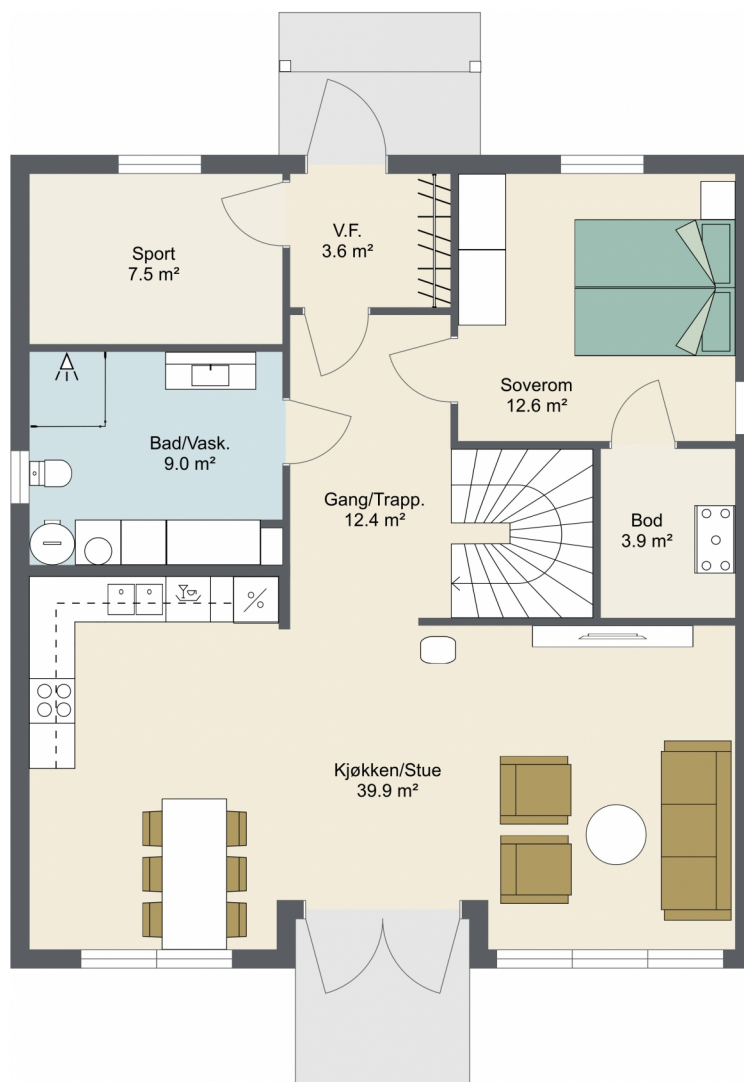 V.F.
3.6 m²
Sport
7.5 m²
Soverom
12.6 m²
Bad/Vask.
9.0 m²
Gang/Trapp.
12.4 m²
Bod
3.9 m²
Kjøkken/Stue
39.9 m²